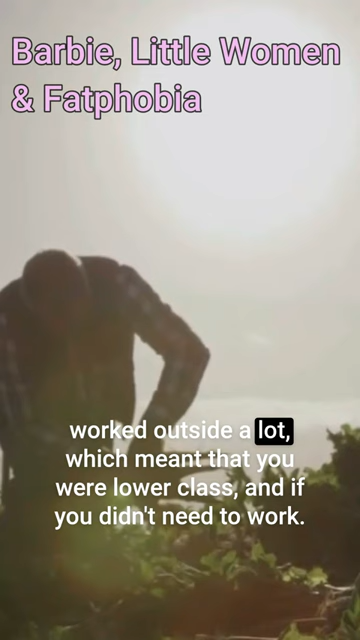 Barbie, Little Women
& Fatphobia
worked outside a lot,
which meant that you
were lower class, and if
you didn't need to work.